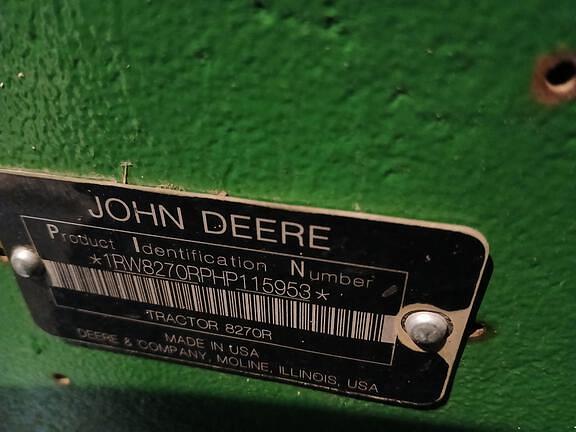 JOHN DEERE
Product Identification Number
*1RW8270RPHP115953*
TRACTOR 8270R
MADE IN USA
DEERE & COMPANY, MOLINE, ILLINOIS, USA